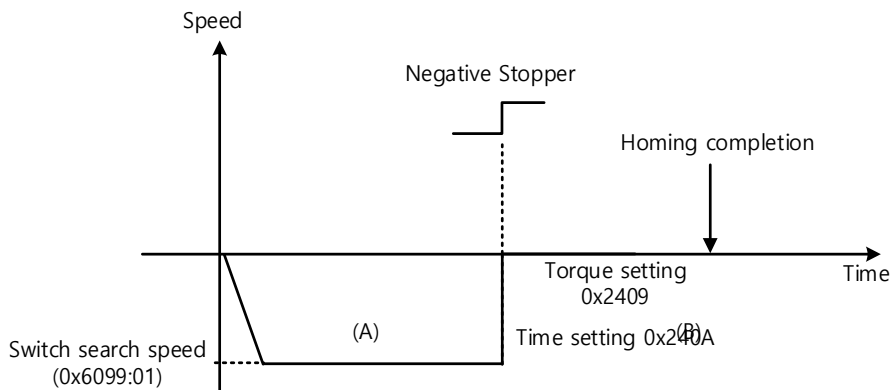 Speed
Negative Stopper
Homing completion
Time
Torque setting
0x2409
(A)
Time setting 0x240A
(B)
Switch search speed
(0x6099:01)